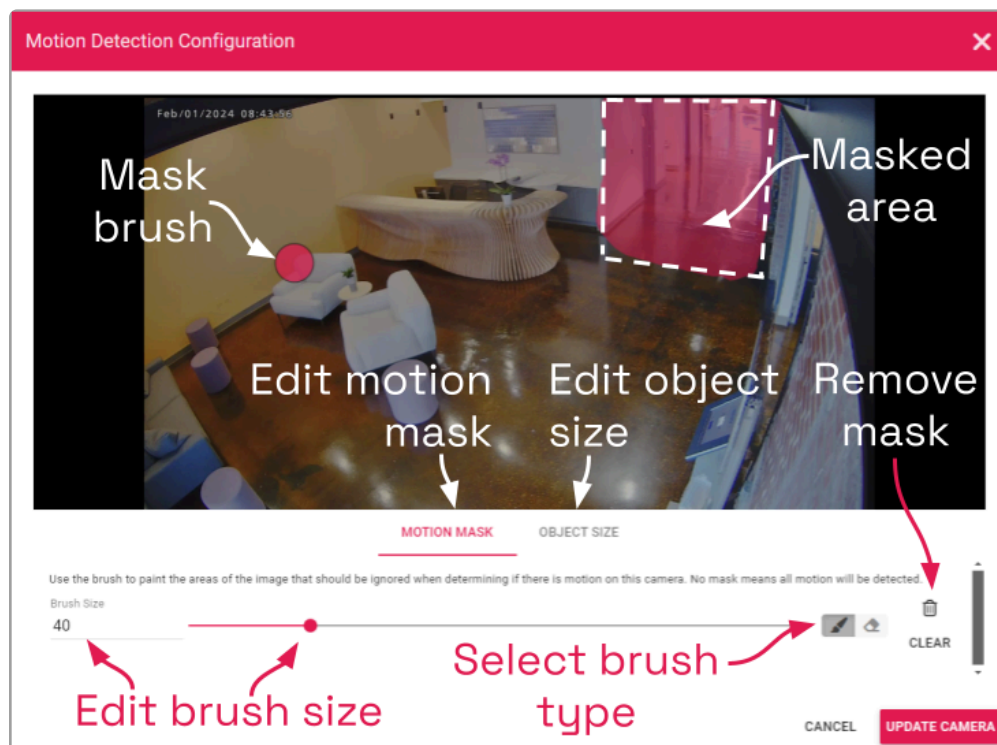 Motion Detection Configuration
Feb/01/2024 08:43:56
Mask
brush
Masked
area
Edit motion
mask
Edit object
size
Remove
mask
MOTION MASK
OBJECT SIZE
Use the brush to paint the areas of the image that should be ignored when determining if there is motion on this camera. No mask means all motion will be detected.
Brush Size
40
CLEAR
Select brush
type
Edit brush size
CANCEL
UPDATE CAMERA